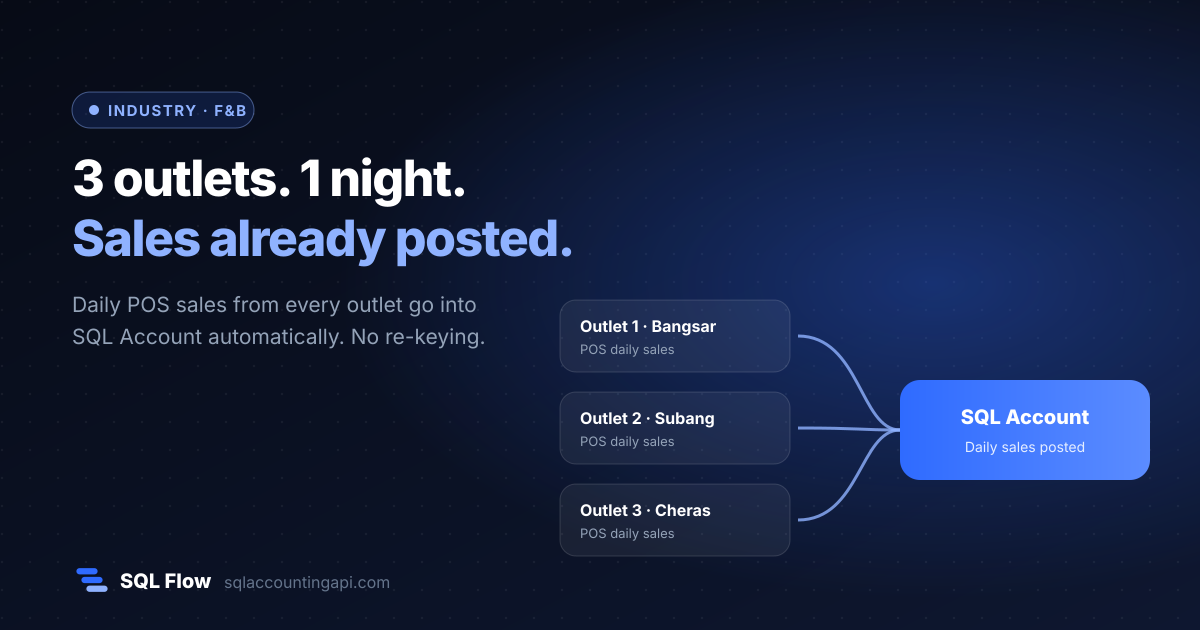 INDUSTRY · F&B
3 outlets. 1 night.
Sales already posted.
Daily POS sales from every outlet go into
SQL Account automatically. No re-keying.
Outlet 1 · Bangsar
POS daily sales
Outlet 2 · Subang
POS daily sales
Outlet 3 · Cheras
POS daily sales
SQL Account
Daily sales posted
SQL Flow sqlaccountingapi.com